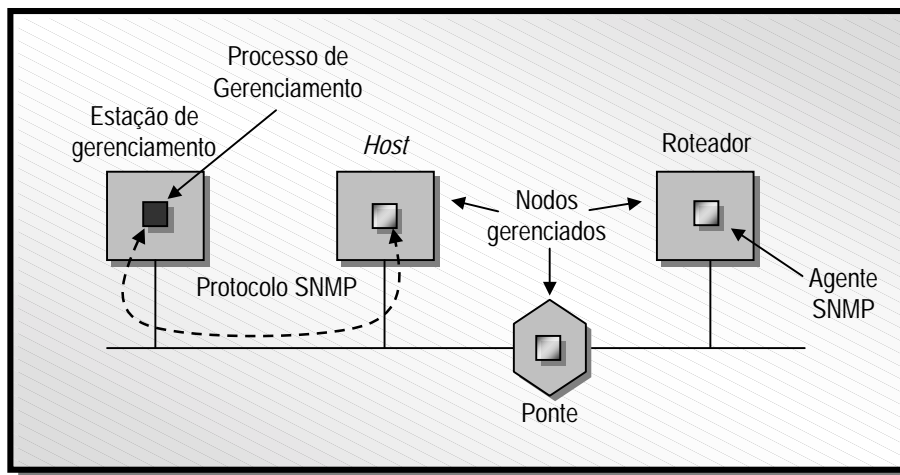 Processo de
Gerenciamento
Estação de
gerenciamento
Host
Roteador
Nodos
gerenciados
Protocolo SNMP
Agente
SNMP
Ponte